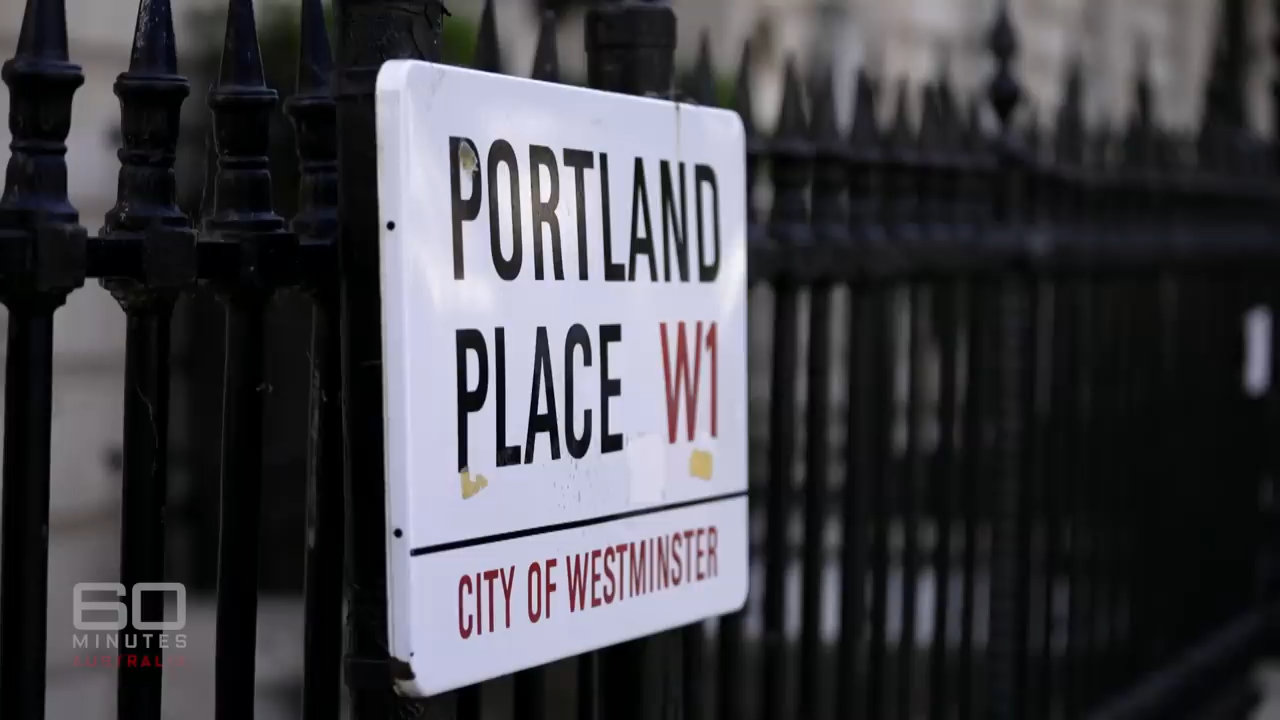 PORTLAND
PLACE W1
CITY OF WESTMINSTER
60
MINUTES
AUSTRALIA